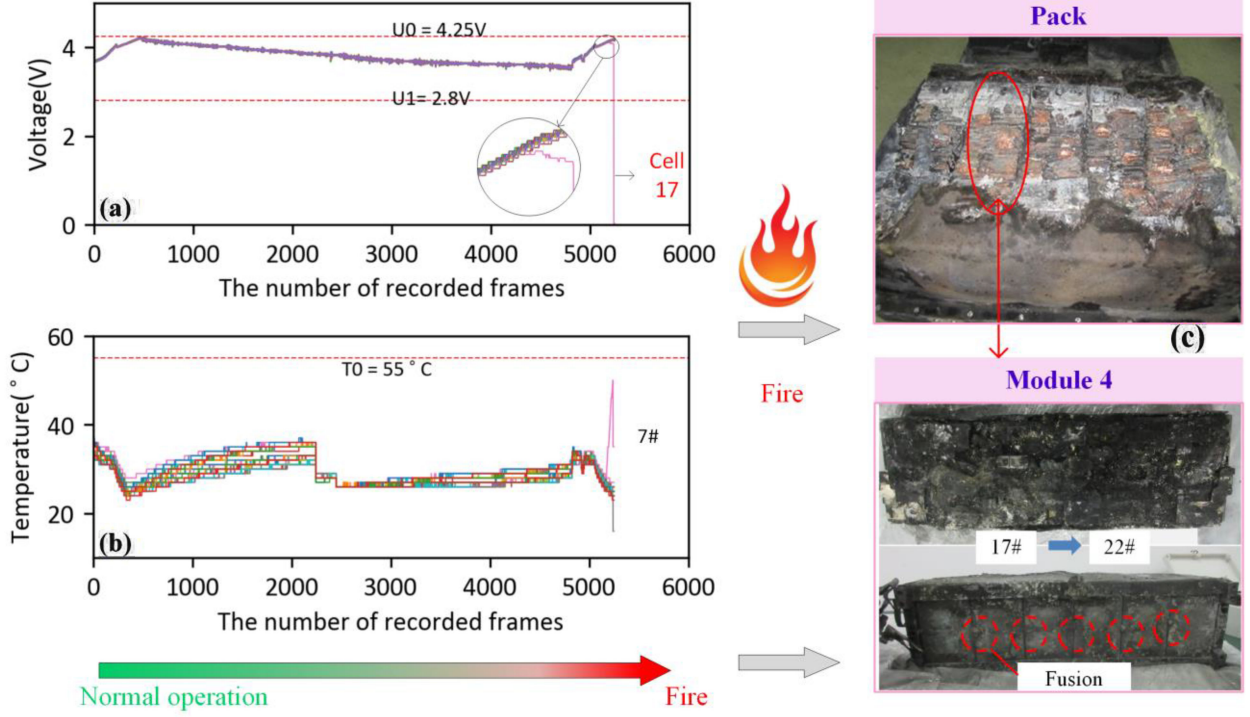 U0 = 4.25V
4
U1= 2.8V
2
Cell
17
(a)
0
Voltage(V)
0 1000 2000 3000 4000 5000 6000
The number of recorded frames
60
T0 = 55 ° C
40
7#
20
(b)
Temperature( ° C)
0 1000 2000 3000 4000 5000 6000
The number of recorded frames
Normal operation
Fire
Fire
Pack
(c)
Module 4
17# 22#
Fusion